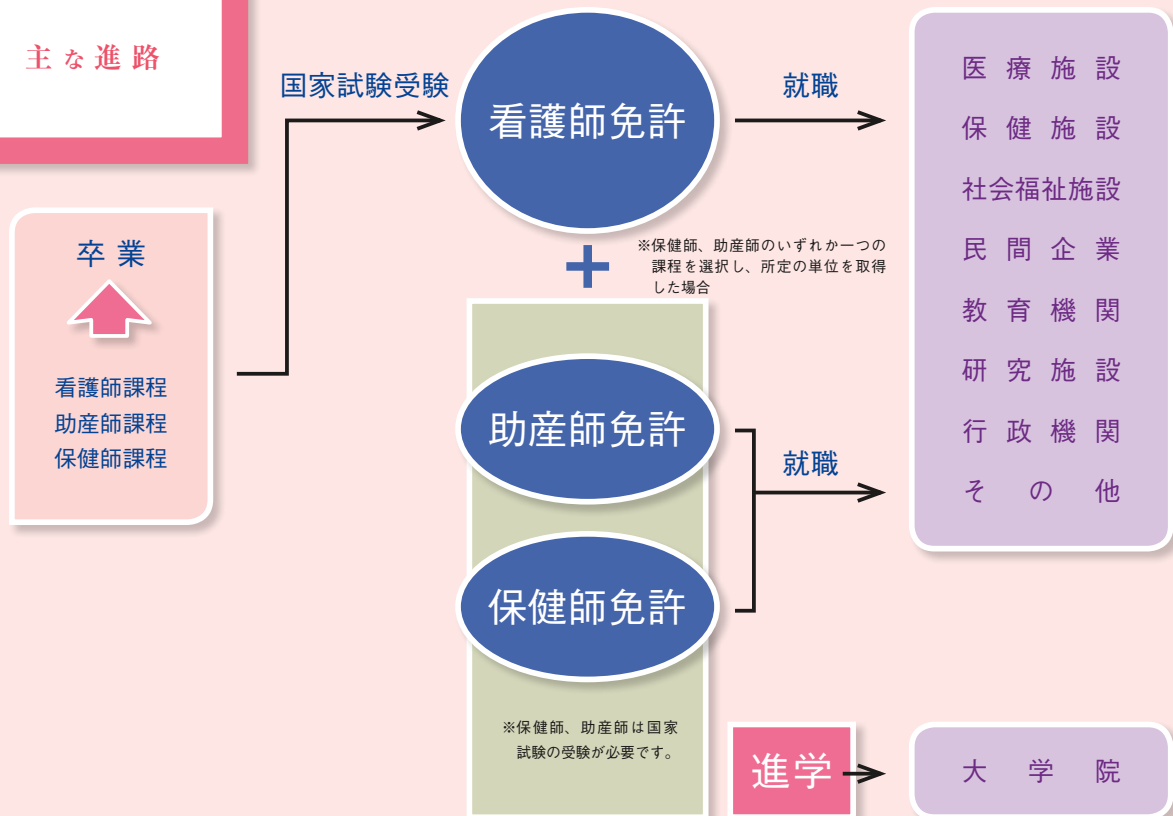 主な進路
国家試験受験
看護師免許
就職
卒業
看護師課程
助産師課程
保健師課程
+
※保健師、助産師のいずれか一つの
課程を選択し、所定の単位を取得
した場合
助産師免許
保健師免許
就職
※保健師、助産師は国家
試験の受験が必要です。
医療施設
保健施設
社会福祉施設
民間企業
教育機関
研究施設
行政機関
その他
進学
大学院